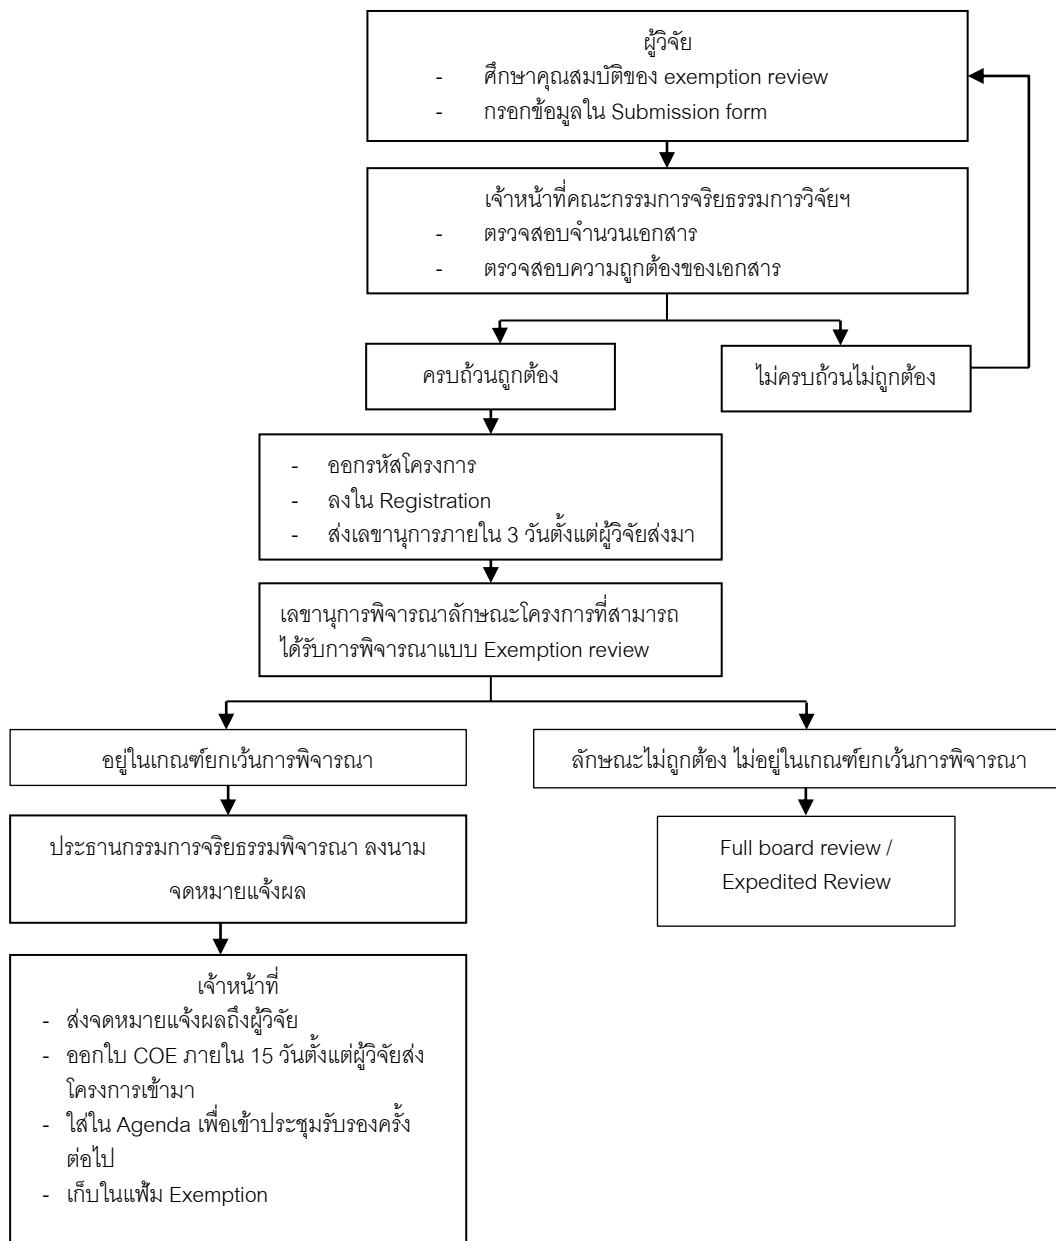 ผู้วิจัย
- ศึกษาคุณสมบัติของ exemption review
- กรอกข้อมูลใน Submission form
เจ้าหน้าที่คณะกรรมการจริยธรรมการวิจัยฯ
- ตรวจสอบจำนวนเอกสาร
- ตรวจสอบความถูกต้องของเอกสาร
ครบถ้วนถูกต้อง
ไม่ครบถ้วนไม่ถูกต้อง
- ออกรหัสโครงการ
- ลงใน Registration
- ส่งเลขานุการภายใน 3 วันตั้งแต่ผู้วิจัยส่งมา
เลขานุการพิจารณาลักษณะโครงการที่สามารถ
ได้รับการพิจารณาแบบ Exemption review
อยู่ในเกณฑ์ยกเว้นการพิจารณา
ลักษณะไม่ถูกต้อง ไม่อยู่ในเกณฑ์ยกเว้นการพิจารณา
ประธานกรรมการจริยธรรมพิจารณา ลงนาม
จดหมายแจ้งผล
Full board review /
Expedited Review
เจ้าหน้าที่
- ส่งจดหมายแจ้งผลถึงผู้วิจัย
- ออกใบ COE ภายใน 15 วันตั้งแต่ผู้วิจัยส่ง
โครงการเข้ามา
- ใส่ใน Agenda เพื่อเข้าประชุมรับรองครั้ง
ต่อไป
- เก็บในแฟ้ม Exemption